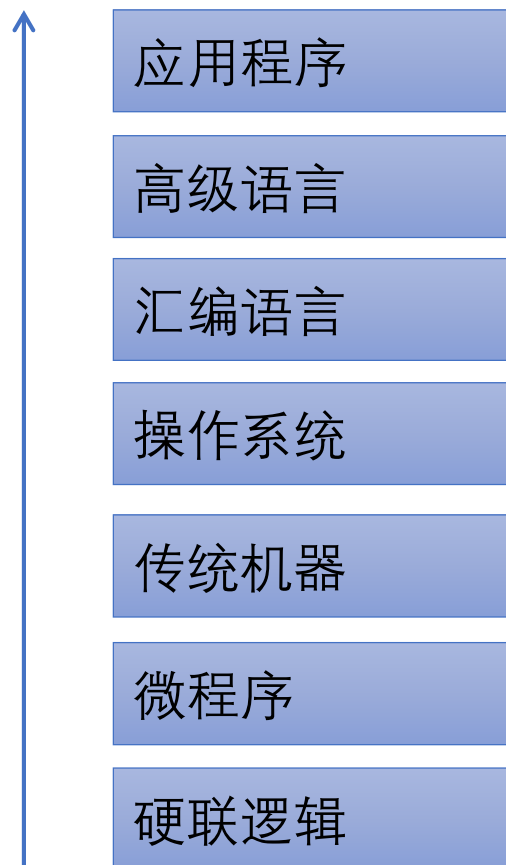 应用程序
高级语言
汇编语言
操作系统
传统机器
微程序
硬联逻辑